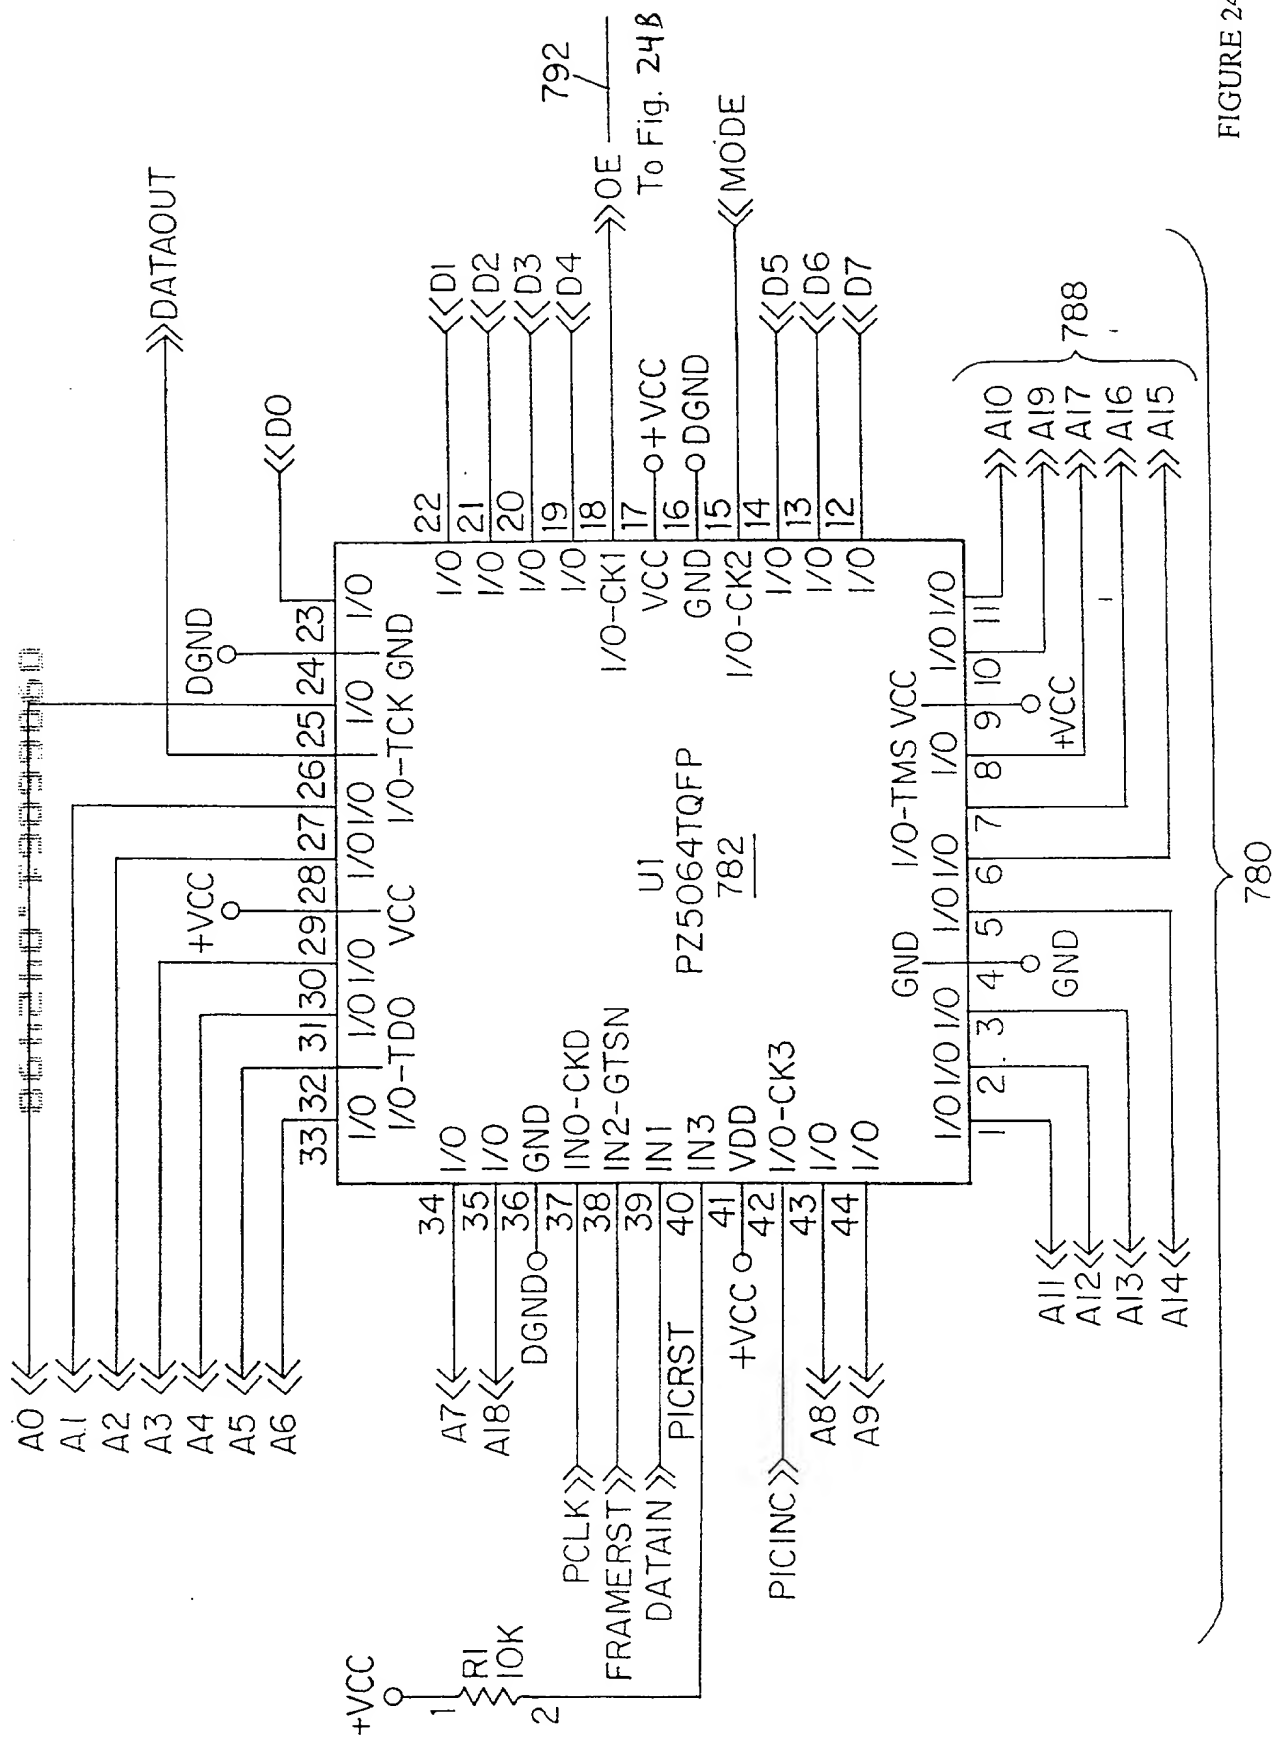 A0
A1
A2
A3
A4
A5
A6
DATAOUT
DGND
+VCC
D0
33 32 31 30 29 28 27 26 25 24 23
I/O
I/O-TDO
I/O
I/O
VCC
I/O
I/O
I/O-TCK
I/O
GND
I/O
A7
A18
DGND
PCLK
FRAMERST
DATAIN
PICRST
+VCC
PICINC
A8
A9
+VCC
1
R1
10K
2
34 I/O
35 I/O
36 GND
37 IN0-CKD
38 IN2-GTSN
39 IN1
40 IN3
41 VDD
42 I/O-CK3
43 I/O
44 I/O
U1
PZ5064TQFP
782
I/O 22
I/O 21
I/O 20
I/O 19
I/O-CK1 18
VCC 17
GND 16
I/O-CK2 15
I/O 14
I/O 13
I/O 12
D1
D2
D3
D4
OE
792
To Fig. 24B
+VCC
DGND
MODE
D5
D6
D7
I/O
I/O
I/O
GND
I/O
I/O
I/O-TMS
I/O
VCC
I/O
I/O
1 2 3 4 5 6 7 8 9 10 11
GND
+VCC
A11
A12
A13
A14
A10
A19
A17
A16
A15
788
780
FIGURE 24